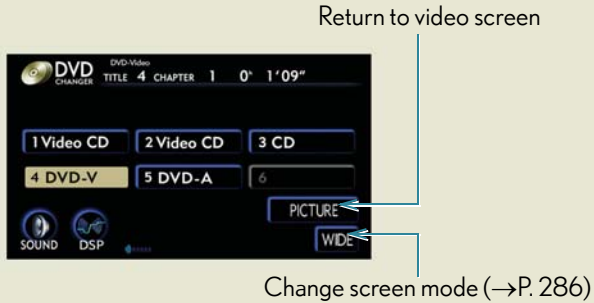 Return to video screen
DVD CHANGER
DVD-Video
TITLE 4 CHAPTER 1 0h 1'09"
1 Video CD 2 Video CD 3 CD
4 DVD-V 5 DVD-A 6
PICTURE
SOUND DSP WIDE
Change screen mode (→P. 286)